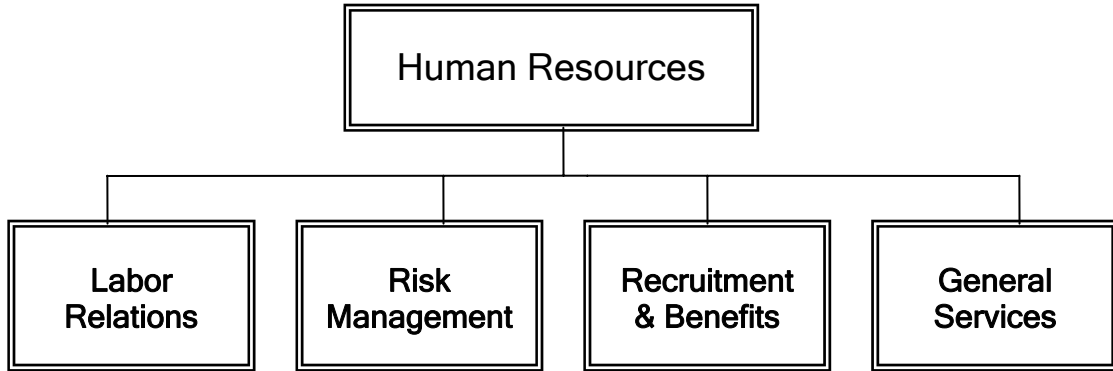 Human Resources
Labor
Relations
Risk
Management
Recruitment
& Benefits
General
Services